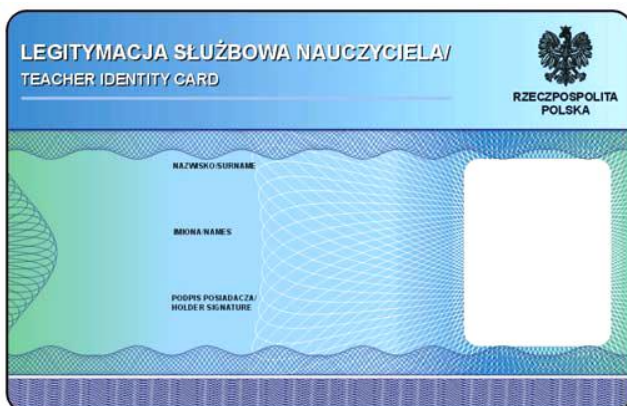 LEGITYMACJA SŁUŻBOWA NAUCZYCIELA/
TEACHER IDENTITY CARD
RZECZPOSPOLITA
POLSKA
NAZWISKO/SURNAME
IMIONA/NAMES
PODPIS POSIADACZA/
HOLDER SIGNATURE